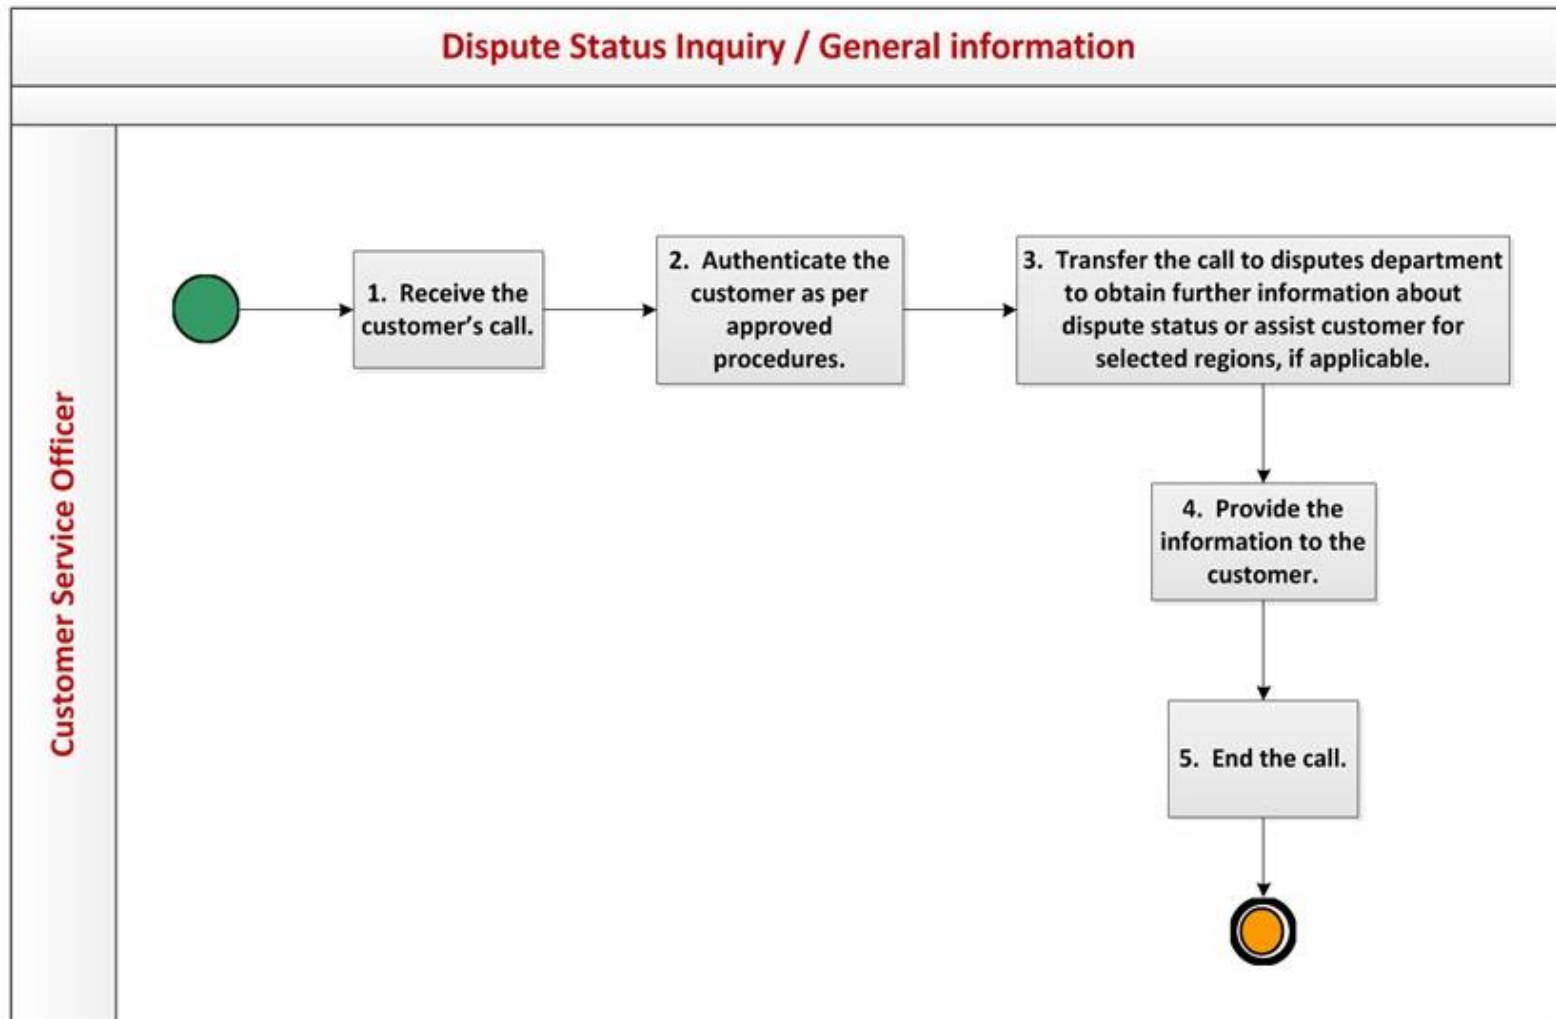 Dispute Status Inquiry / General information
Customer Service Officer
1. Receive the
customer's call.
2. Authenticate the
customer as per
approved
procedures.
3. Transfer the call to disputes department
to obtain further information about
dispute status or assist customer for
selected regions, if applicable.
4. Provide the
information to the
customer.
5. End the call.